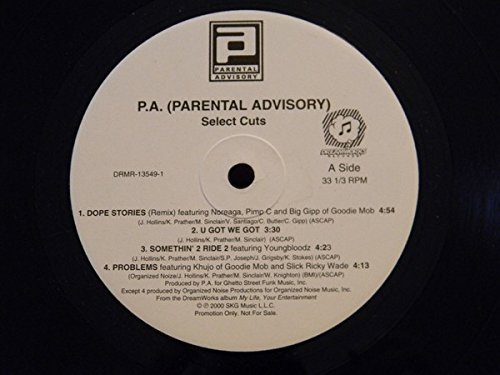 PARENTAL
ADVISORY
P.A. (PARENTAL ADVISORY)
Select Cuts
DREAMWORKS
RECORDS
DRMR-13549-1
A Side
33 1/3 RPM
1. DOPE STORIES (Remix) featuring Noreaga, Pimp C and Big Gipp of Goodie Mob 4:54
(J. Hollins/K. Prather/M. Sinclair/V. Santiago/C. Butler/C. Gipp) (ASCAP)
2. U GOT WE GOT 3:30
(J. Hollins/K. Prather/M. Sinclair) (ASCAP)
3. SOMETHIN' 2 RIDE 2 featuring Youngbloodz 4:23
(J. Hollins/K. Prather/M. Sinclair/S.P. Joseph/J. Grigsby/K. Stokes) (ASCAP)
4. PROBLEMS featuring Khujo of Goodie Mob and Slick Ricky Wade 4:13
(Organized Noize/J. Hollins/K. Prather/M. Sinclair/W. Knighton) (BMI)/(ASCAP)
Produced by P.A. for Ghetto Street Funk Music, Inc.
Except 4 produced by Organized Noise Productions for Organized Noise Music, Inc.
From the DreamWorks album My Life, Your Entertainment
© ℗ 2000 SKG Music L.L.C.
Promotion Only. Not For Sale.